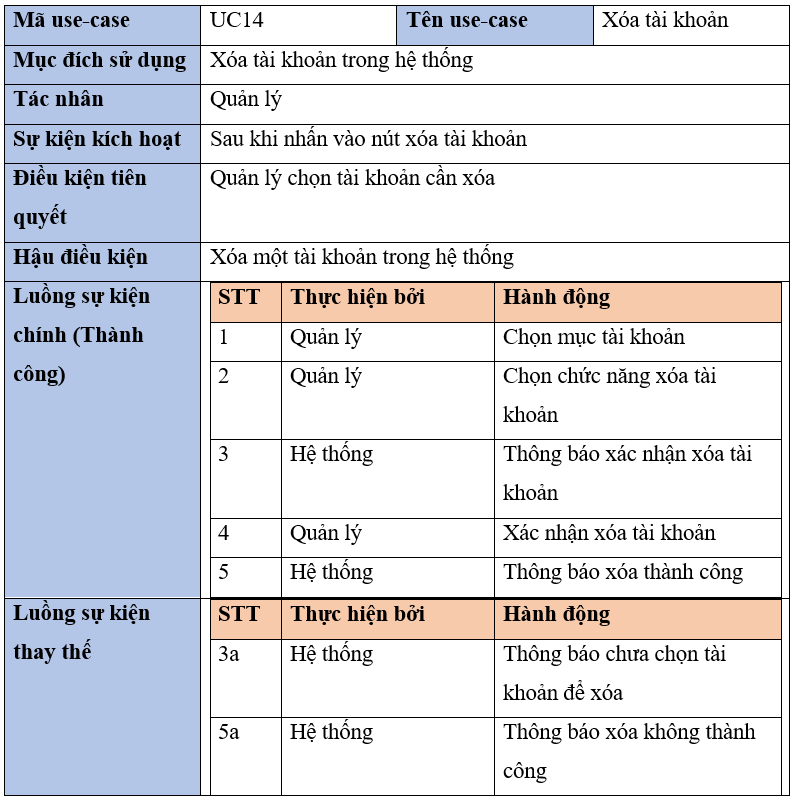 Mã use-case UC14 Tên use-case Xóa tài khoản
Mục đích sử dụng Xóa tài khoản trong hệ thống
Tác nhân Quản lý
Sự kiện kích hoạt Sau khi nhấn vào nút xóa tài khoản
Điều kiện tiên Quản lý chọn tài khoản cần xóa
quyết
Hậu điều kiện Xóa một tài khoản trong hệ thống
Luồng sự kiện STT Thực hiện bởi Hành động
chính (Thành 1 Quản lý Chọn mục tài khoản
công) 2 Quản lý Chọn chức năng xóa tài
khoản
3 Hệ thống Thông báo xác nhận xóa tài
khoản
4 Quản lý Xác nhận xóa tài khoản
5 Hệ thống Thông báo xóa thành công
Luồng sự kiện STT Thực hiện bởi Hành động
thay thế 3a Hệ thống Thông báo chưa chọn tài
khoản để xóa
5a Hệ thống Thông báo xóa không thành
công